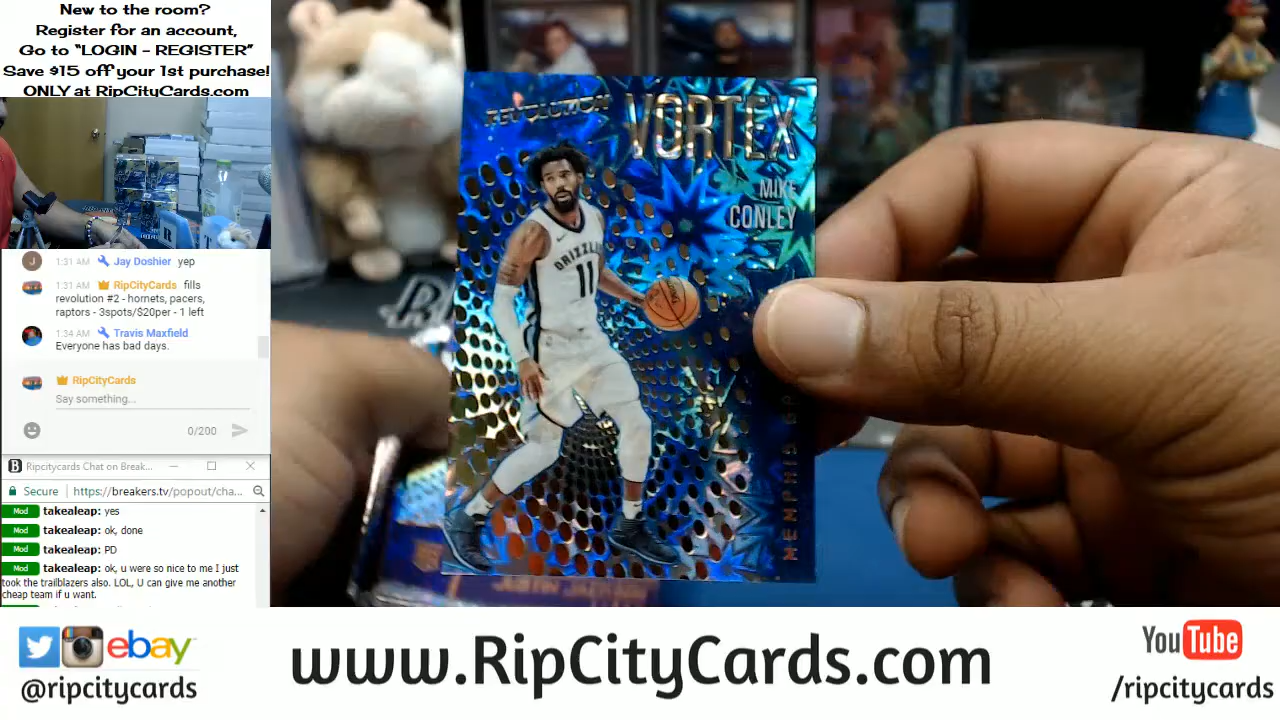 New to the room?
Register for an account,
Go to “LOGIN - REGISTER”
Save $15 off your 1st purchase!
ONLY at RipCityCards.com
J 1:31 AM Jay Doshier yep
1:31 AM RipCityCards fills
revolution #2 - hornets, pacers,
raptors - 3spots/$20per - 1 left
1:34 AM Travis Maxfield
Everyone has bad days.
RipCityCards
Say something...
0/200
Ripcitycards Chat on Break...
Secure https://breakers.tv/popout/cha...
Mod takealeap: yes
Mod takealeap: ok, done
Mod takealeap: PD
Mod takealeap: ok, u were so nice to me I just
took the trailblazers also. LOL, U can give me another
cheap team if u want.
REVOLUTION
VORTEX
MIKE
CONLEY
GRIZZLIES
11
MEMPHIS
JUSTIN JACKSON
ebay
@ripcitycards
www.RipCityCards.com
YouTube
/ripcitycards